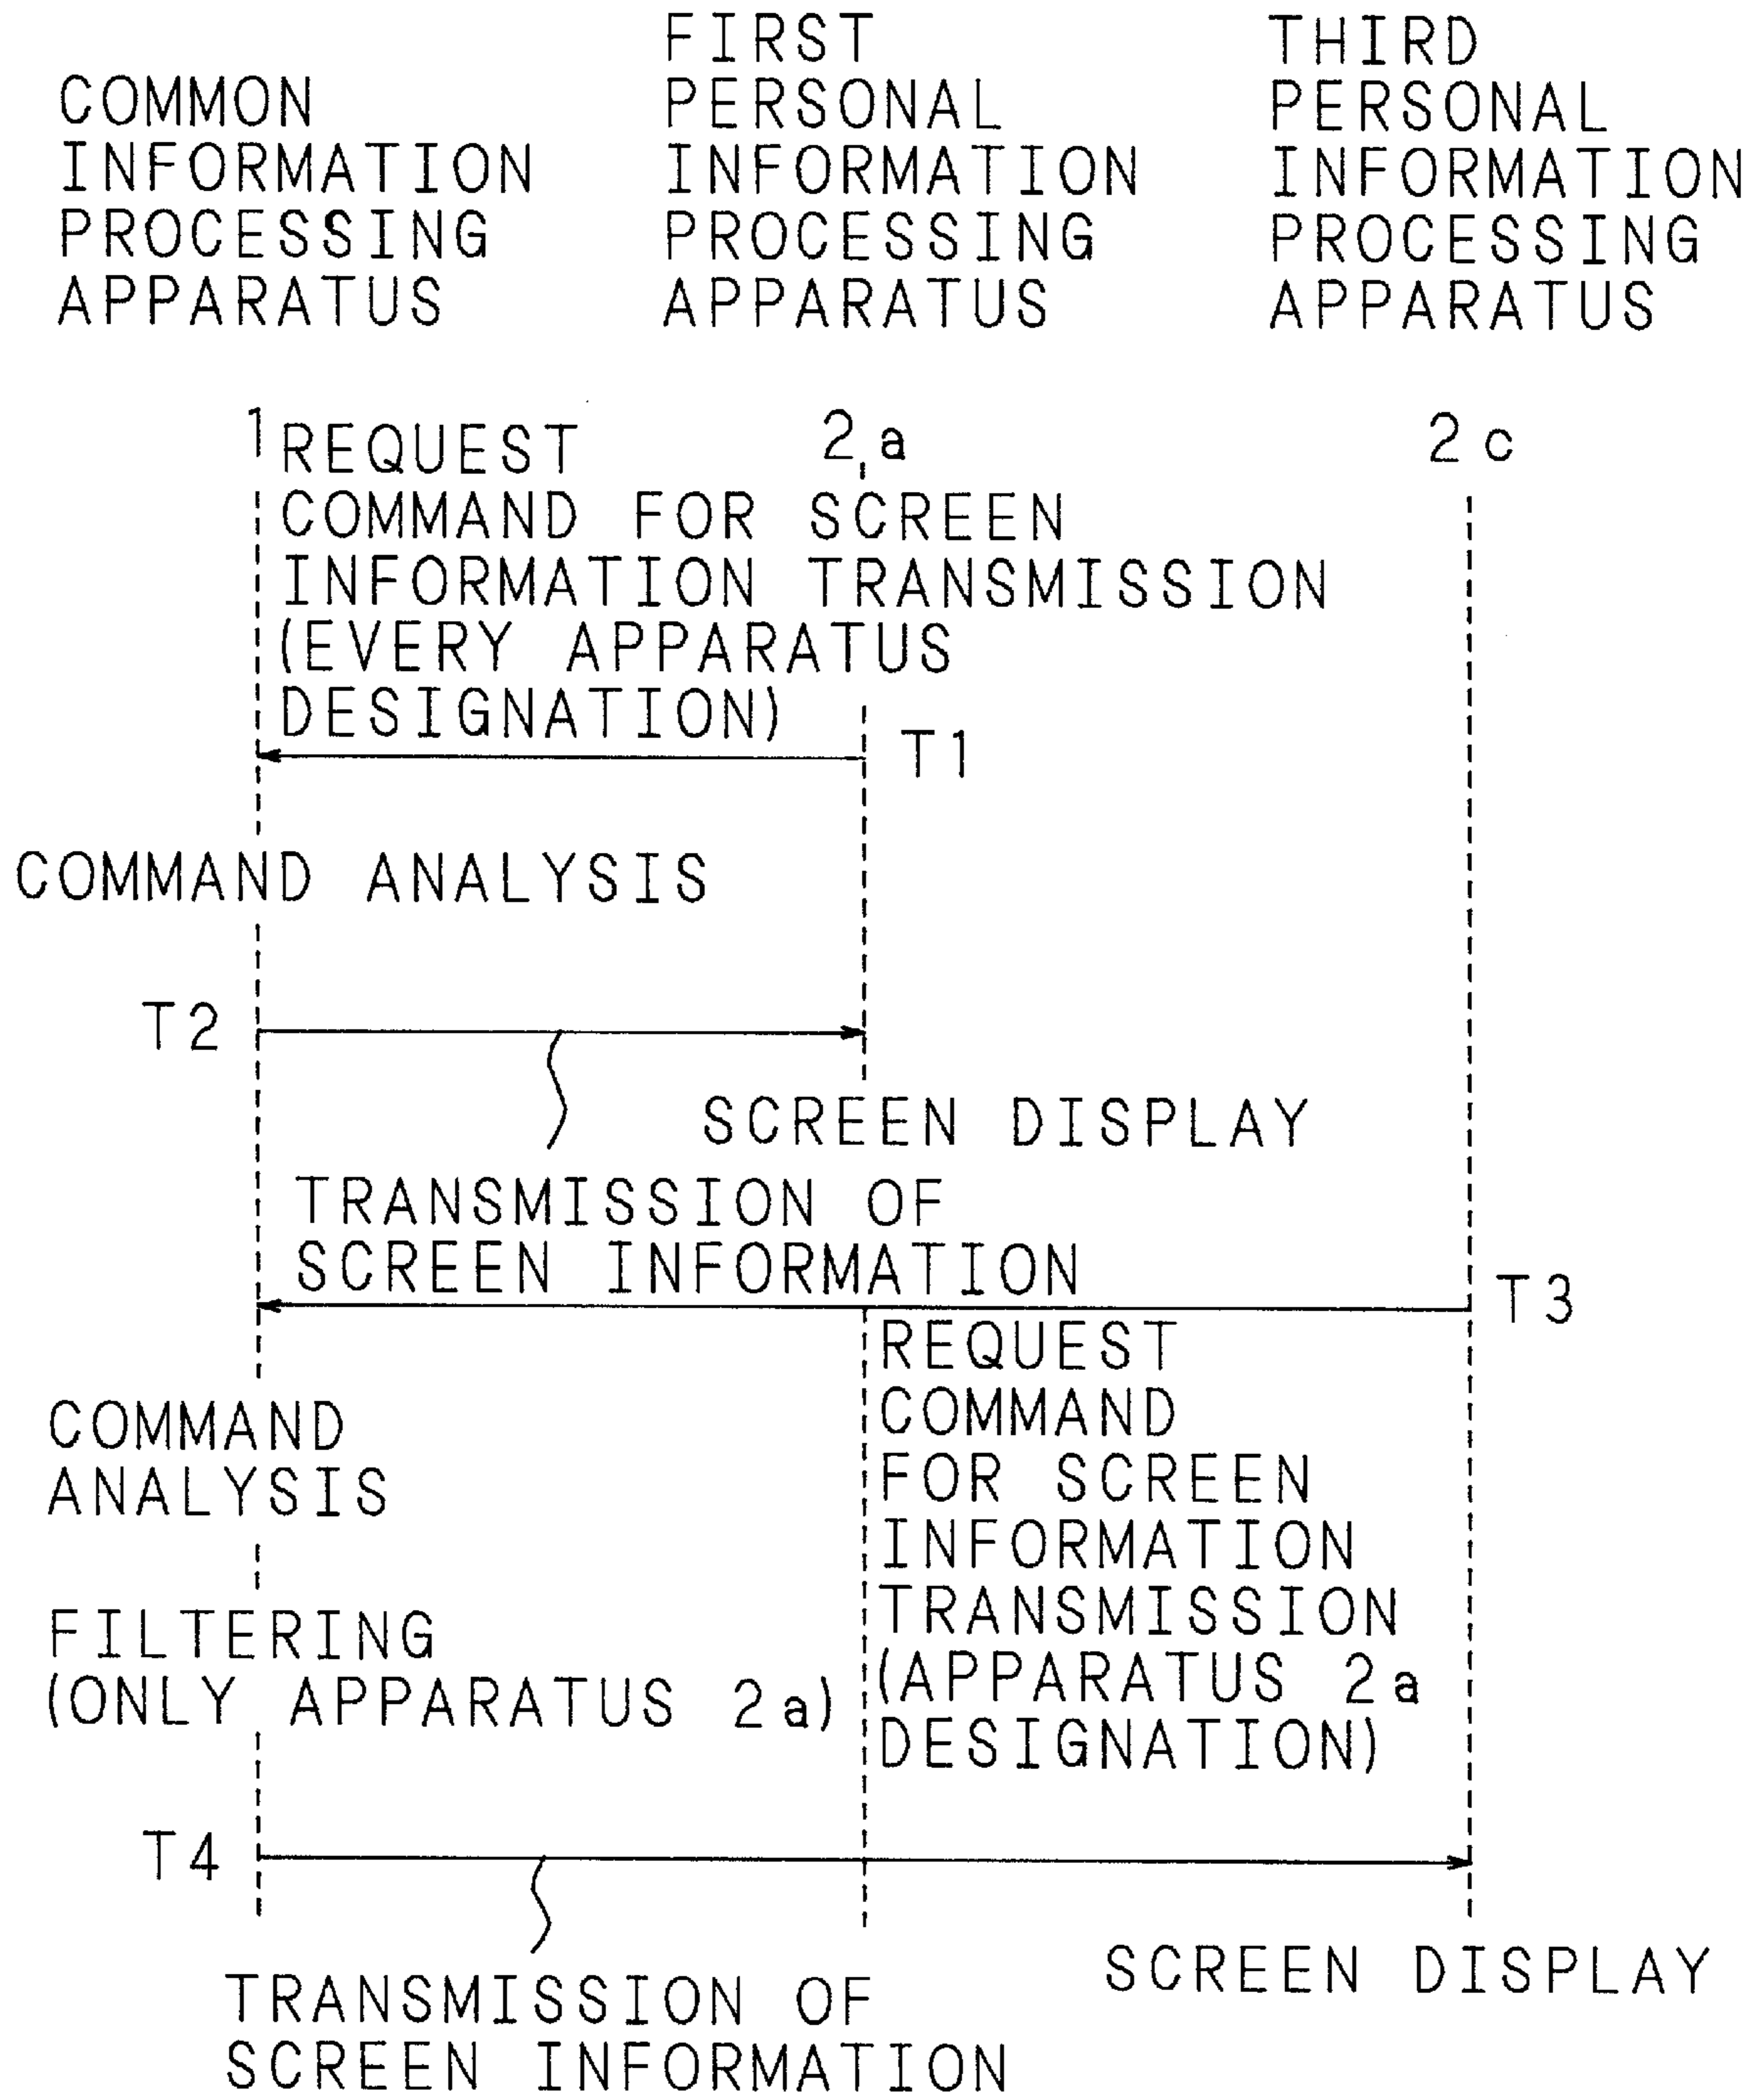 COMMON
INFORMATION
PROCESSING
APPARATUS
FIRST
PERSONAL
INFORMATION
PROCESSING
APPARATUS
THIRD
PERSONAL
INFORMATION
PROCESSING
APPARATUS
1
2a
2c
REQUEST
COMMAND FOR SCREEN
INFORMATION TRANSMISSION
(EVERY APPARATUS
DESIGNATION)
T1
COMMAND ANALYSIS
T2
SCREEN DISPLAY
TRANSMISSION OF
SCREEN INFORMATION
T3
REQUEST
COMMAND
FOR SCREEN
INFORMATION
TRANSMISSION
(APPARATUS 2a
DESIGNATION)
COMMAND
ANALYSIS
FILTERING
(ONLY APPARATUS 2a)
T4
SCREEN DISPLAY
TRANSMISSION OF
SCREEN INFORMATION